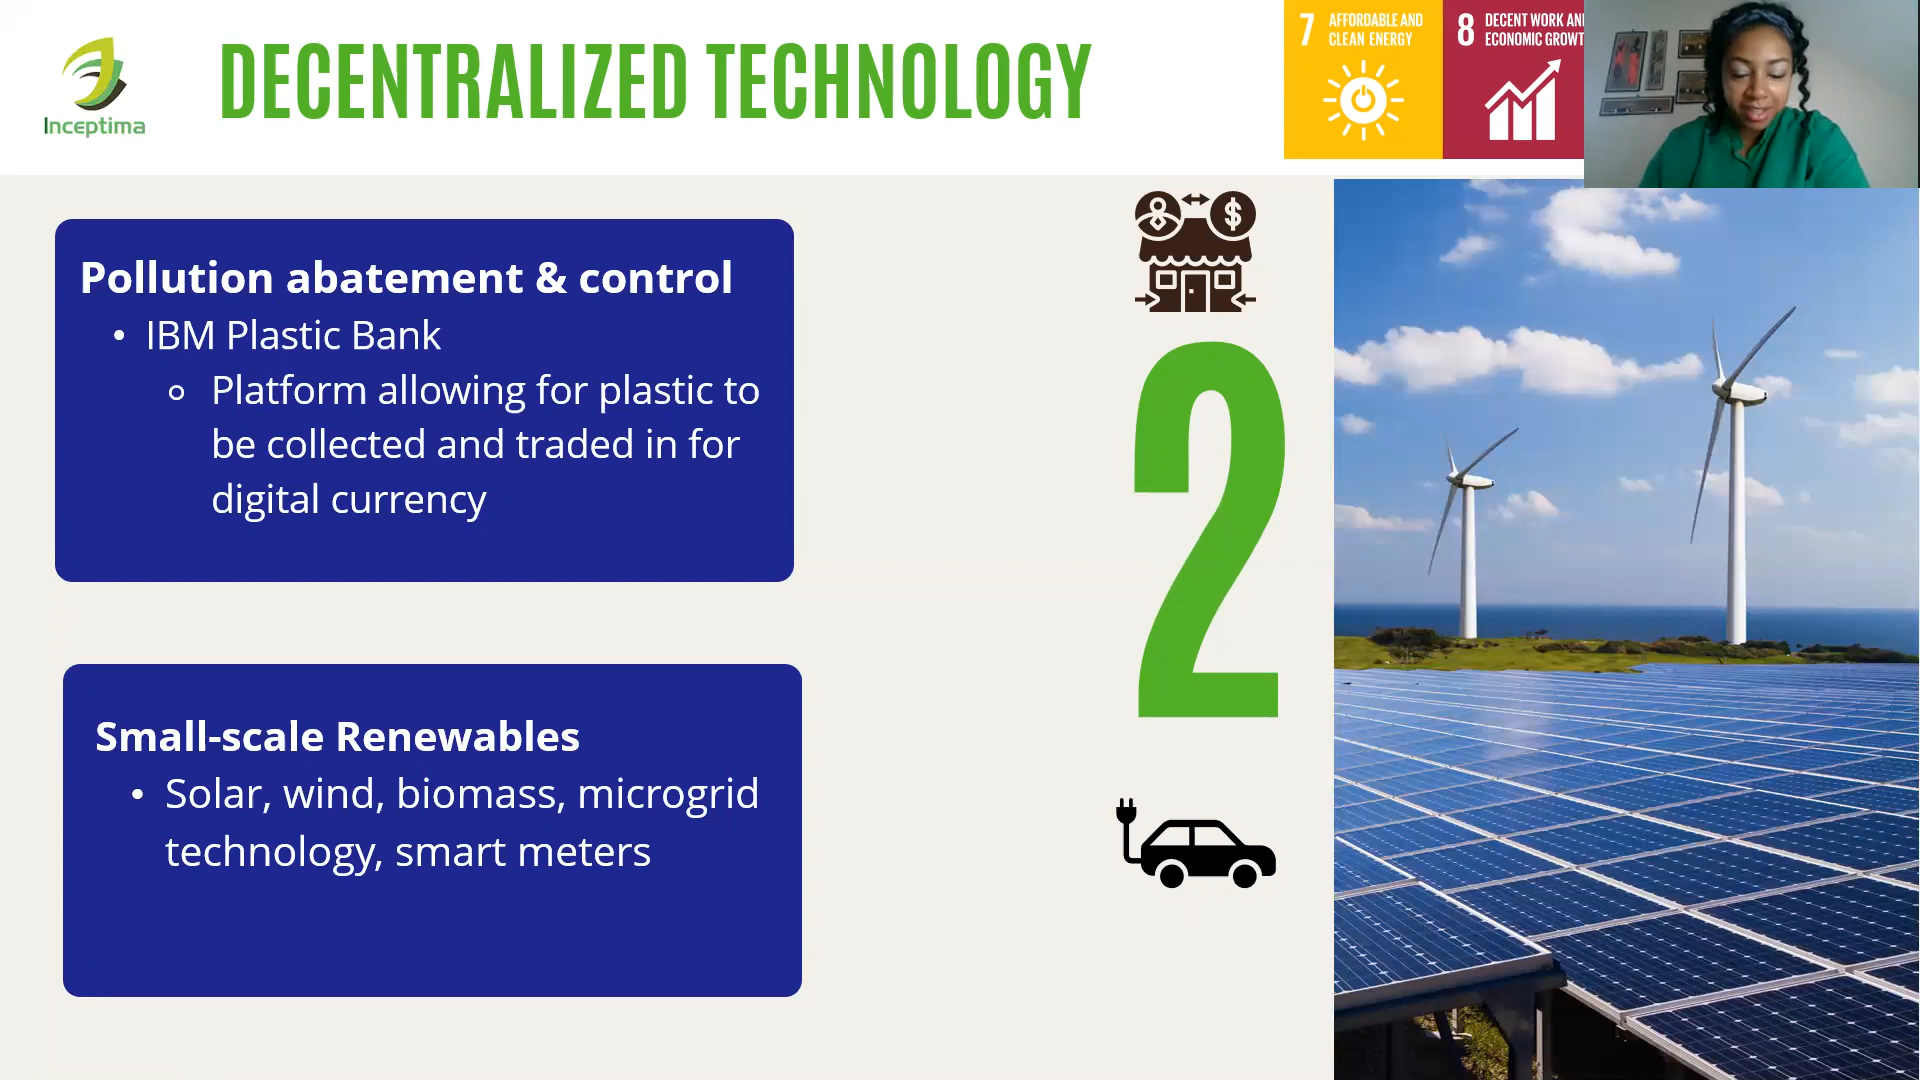 Inceptima
DECENTRALIZED TECHNOLOGY
7 AFFORDABLE AND
CLEAN ENERGY
8 DECENT WORK AN
ECONOMIC GROWT
Pollution abatement & control
• IBM Plastic Bank
Platform allowing for plastic to
be collected and traded in for
digital currency
$
2
Small-scale Renewables
• Solar, wind, biomass, microgrid
technology, smart meters